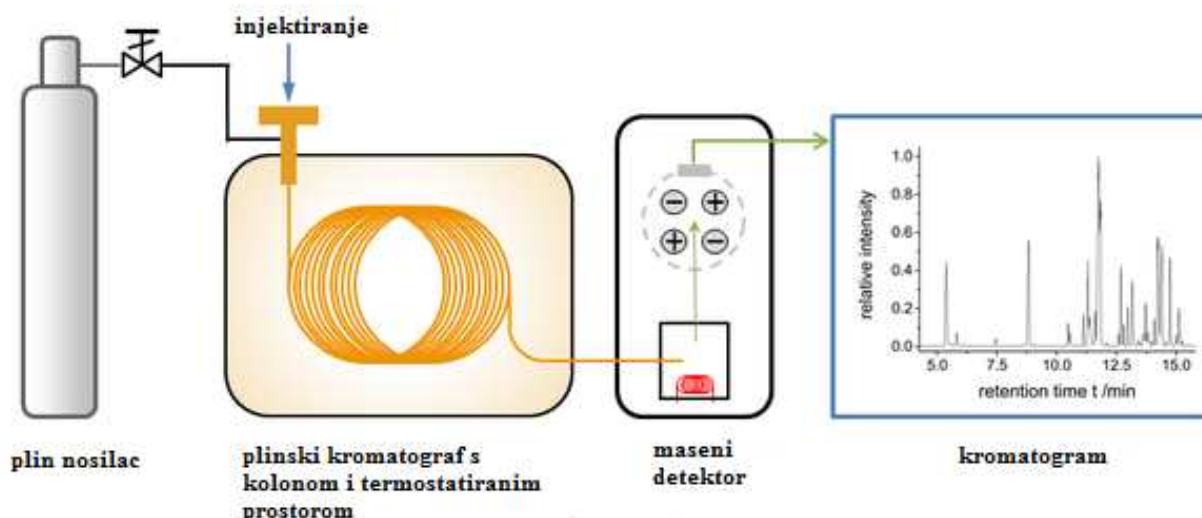 injektiranje
plin nosilac
plinski kromatograf s
kolonom i termostatiranim
prostorom
maseni
detektor
kromatogram
relative intensity
1.0
0.8
0.6
0.4
0.2
0.0
5.0 7.5 10.0 12.5 15.0
retention time t /min
− +
+ −